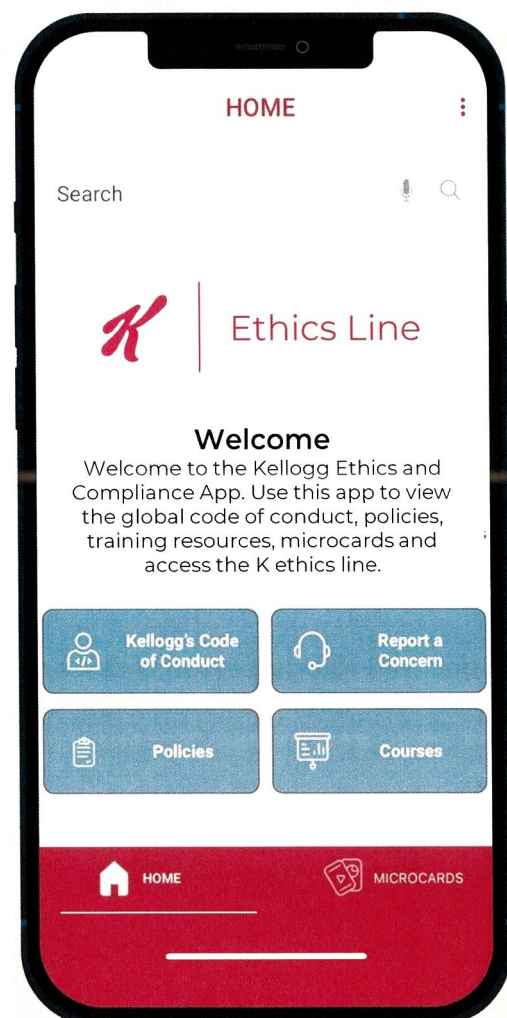 HOME
Search
K Ethics Line
Welcome
Welcome to the Kellogg Ethics and
Compliance App. Use this app to view
the global code of conduct, policies,
training resources, microcards and
access the K ethics line.
Kellogg's Code
of Conduct
Report a
Concern
Policies
Courses
HOME
MICROCARDS